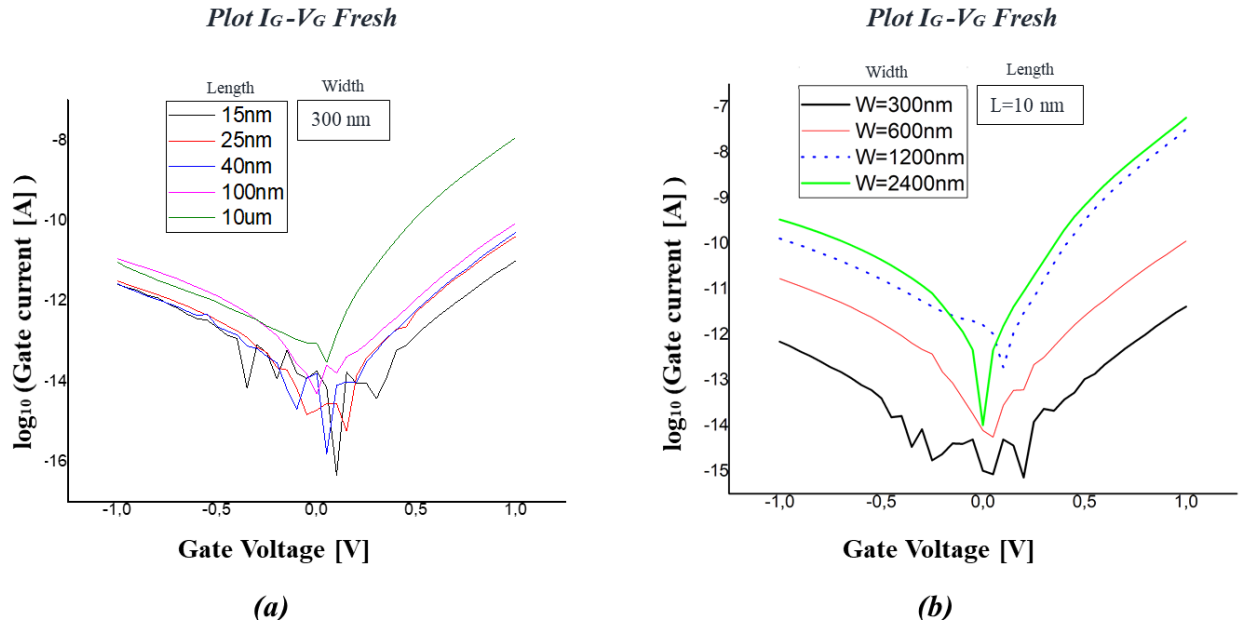 Plot IG-VG Fresh
Length
Width
15nm
25nm
40nm
100nm
10um
300 nm
log10 (Gate current [A] )
-8
-10
-12
-14
-16
-1,0
-0,5
0,0
0,5
1,0
Gate Voltage [V]
(a)
Plot IG-VG Fresh
Width
Length
W=300nm
W=600nm
W=1200nm
W=2400nm
L=10 nm
log10 (Gate current [A] )
-7
-8
-9
-10
-11
-12
-13
-14
-15
-1,0
-0,5
0,0
0,5
1,0
Gate Voltage [V]
(b)